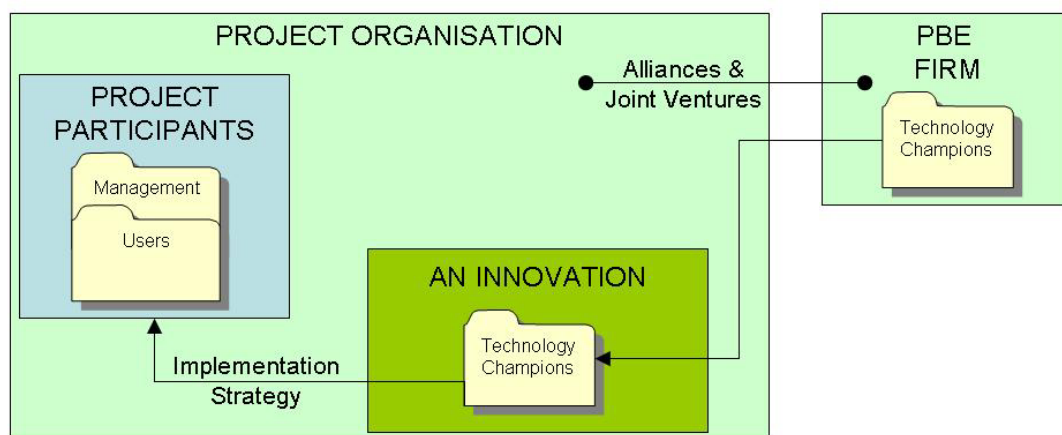 PROJECT ORGANISATION
PBE
FIRM
Alliances &
Joint Ventures
PROJECT
PARTICIPANTS
Technology
Champions
Management
Users
AN INNOVATION
Technology
Champions
Implementation
Strategy